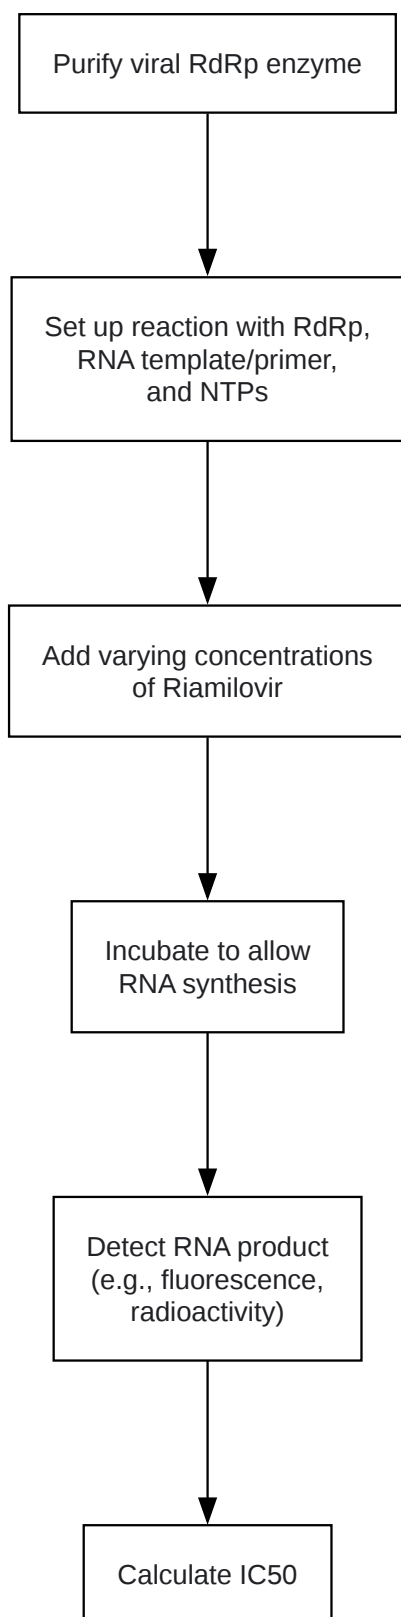 Purify viral RdRp enzyme
Set up reaction with RdRp,
RNA template/primer,
and NTPs
Add varying concentrations
of Riamilovir
Incubate to allow
RNA synthesis
Detect RNA product
(e.g., fluorescence,
radioactivity)
Calculate IC50